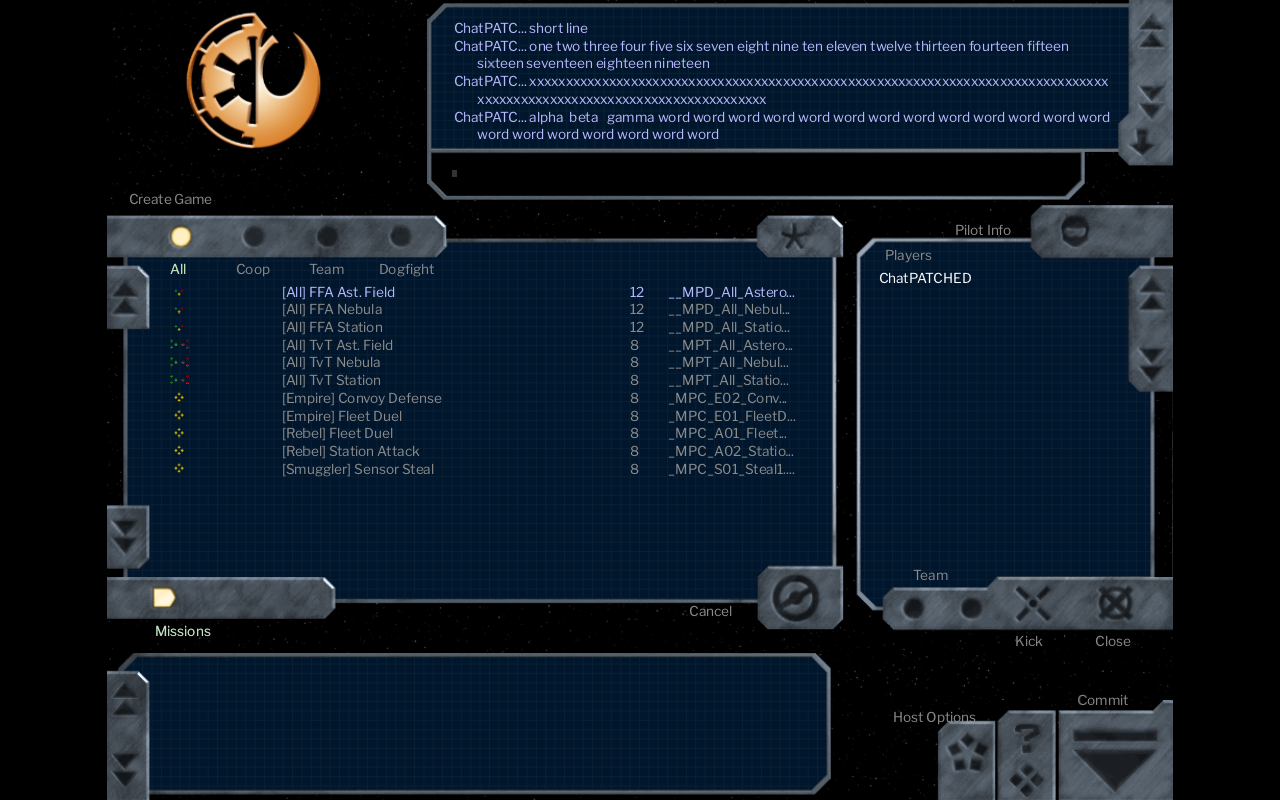 ChatPATC... short line
ChatPATC... one two three four five six seven eight nine ten eleven twelve thirteen fourteen fifteen
sixteen seventeen eighteen nineteen
ChatPATC... xxxxxxxxxxxxxxxxxxxxxxxxxxxxxxxxxxxxxxxxxxxxxxxxxxxxxxxxxxxxxxxxxxxxxxxxxxxxxxxx
xxxxxxxxxxxxxxxxxxxxxxxxxxxxxxxxxxxxxxxx
ChatPATC... alpha  beta   gamma word word word word word word word word word word word word word
word word word word word word word
Create Game
Pilot Info
Players
All Coop Team Dogfight
ChatPATCHED
[All] FFA Ast. Field 12 __MPD_All_Astero...
[All] FFA Nebula 12 __MPD_All_Nebul...
[All] FFA Station 12 __MPD_All_Statio...
[All] TvT Ast. Field 8 __MPT_All_Astero...
[All] TvT Nebula 8 __MPT_All_Nebul...
[All] TvT Station 8 __MPT_All_Statio...
[Empire] Convoy Defense 8 _MPC_E02_Conv...
[Empire] Fleet Duel 8 _MPC_E01_FleetD...
[Rebel] Fleet Duel 8 _MPC_A01_Fleet...
[Rebel] Station Attack 8 _MPC_A02_Statio...
[Smuggler] Sensor Steal 8 _MPC_S01_Steal1....
Team
Cancel
Missions
Kick Close
Commit
Host Options